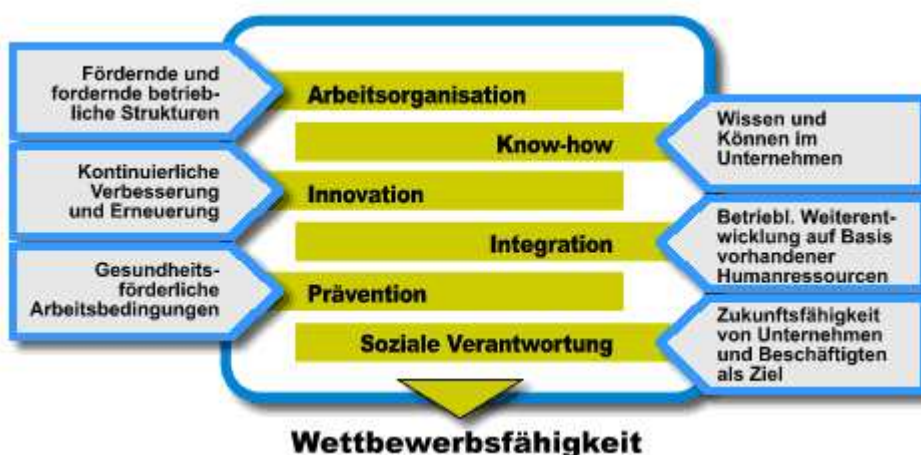 Fördernde und
fordernde betrieb-
liche Strukturen
Arbeitsorganisation
Know-how
Wissen und
Können im
Unternehmen
Kontinuierliche
Verbesserung
und Erneuerung
Innovation
Integration
Betriebl. Weiterent-
wicklung auf Basis
vorhandener
Humanressourcen
Gesundheits-
förderliche
Arbeitsbedingungen
Prävention
Soziale Verantwortung
Zukunftsfähigkeit
von Unternehmen
und Beschäftigten
als Ziel
Wettbewerbsfähigkeit